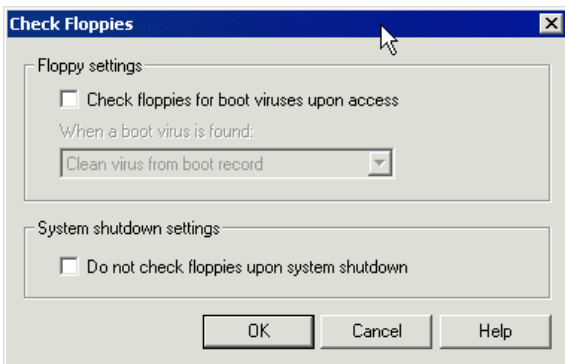 Check Floppies
Floppy settings
Check floppies for boot viruses upon access
When a boot virus is found:
Clean virus from boot record
System shutdown settings
Do not check floppies upon system shutdown
OK Cancel Help